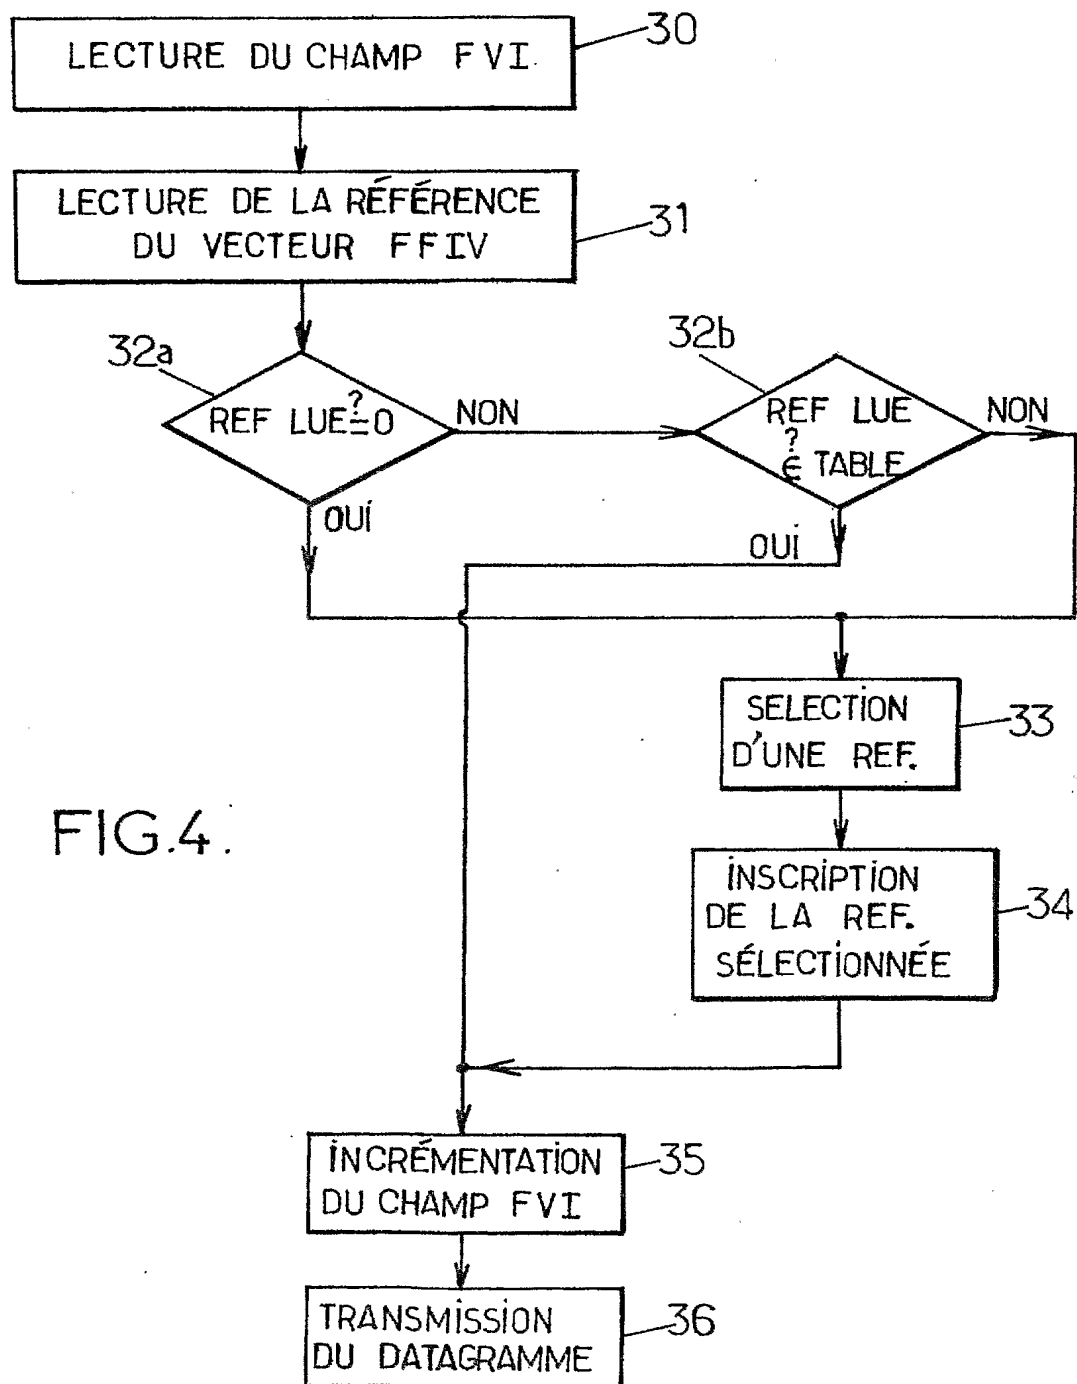 LECTURE DU CHAMP FVI.
30
LECTURE DE LA RÉFÉRENCE
DU VECTEUR FFIV
31
32a
REF LUE ?= 0
NON
OUI
32b
REF LUE
?
∈ TABLE
NON
OUI
SELECTION
D'UNE REF.
33
INSCRIPTION
DE LA REF.
SÉLECTIONNÉE
34
FIG.4.
INCRÉMENTATION
DU CHAMP FVI
35
TRANSMISSION
DU DATAGRAMME
36